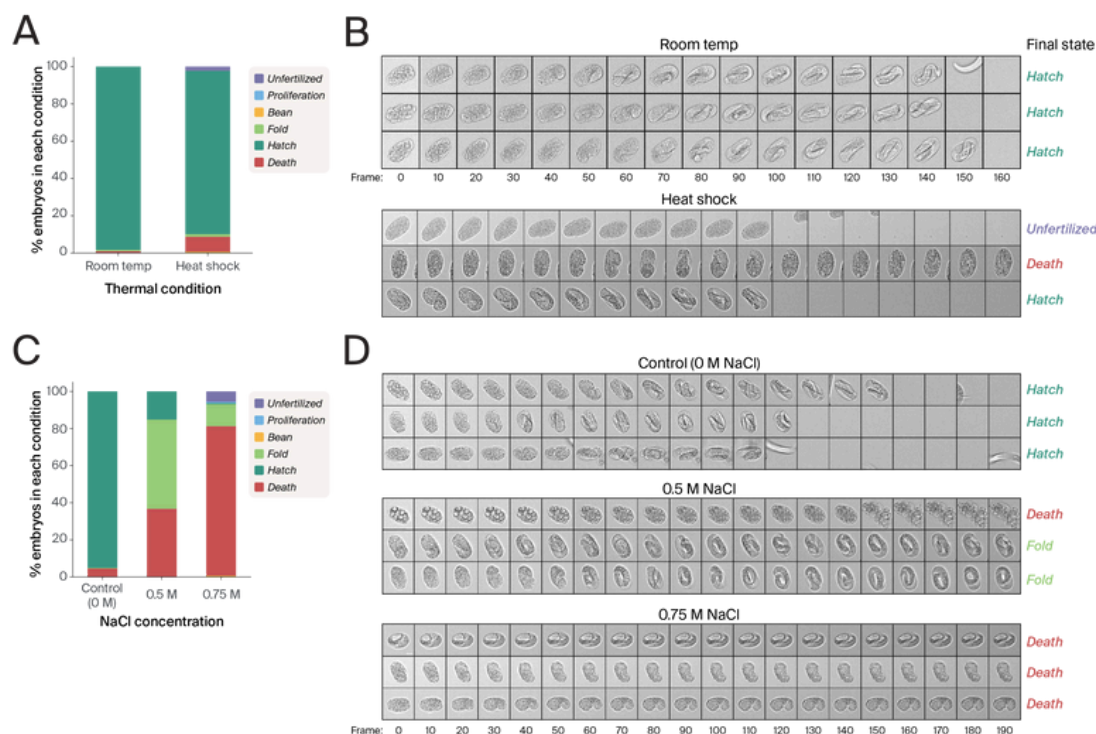 A
% embryos in each condition
100
80
60
40
20
0
Room temp
Heat shock
Thermal condition
Unfertilized
Proliferation
Bean
Fold
Hatch
Death
B
Room temp
Final state
Hatch
Hatch
Hatch
Frame: 0 10 20 30 40 50 60 70 80 90 100 110 120 130 140 150 160
Heat shock
Unfertilized
Death
Hatch
C
% embryos in each condition
100
80
60
40
20
0
Control (0 M)
0.5 M
0.75 M
NaCl concentration
Unfertilized
Proliferation
Bean
Fold
Hatch
Death
D
Control (0 M NaCl)
Hatch
Hatch
Hatch
0.5 M NaCl
Death
Fold
Fold
0.75 M NaCl
Death
Death
Death
Frame: 0 10 20 30 40 50 60 70 80 90 100 110 120 130 140 150 160 170 180 190